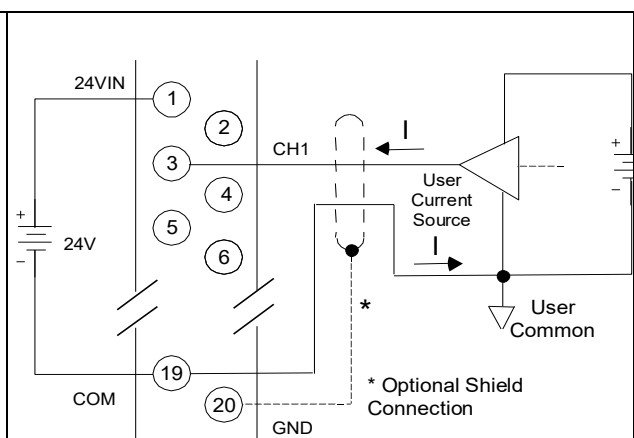 24VIN
1
2
I
+
CH1
3
User
Current
Source
+
-
4
5
24V
-
6
I
*
User
Common
19
COM
20
GND
* Optional Shield
Connection